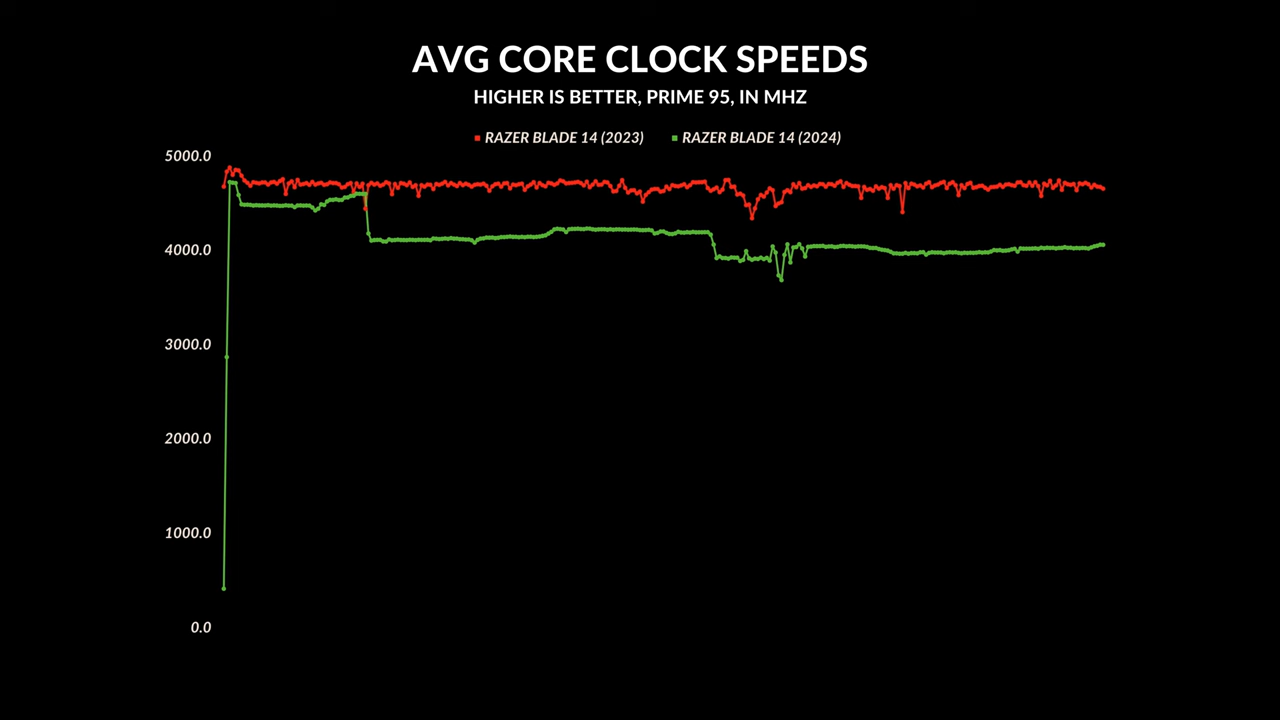 AVG CORE CLOCK SPEEDS
HIGHER IS BETTER, PRIME 95, IN MHZ
RAZER BLADE 14 (2023) RAZER BLADE 14 (2024)
5000.0
4000.0
3000.0
2000.0
1000.0
0.0